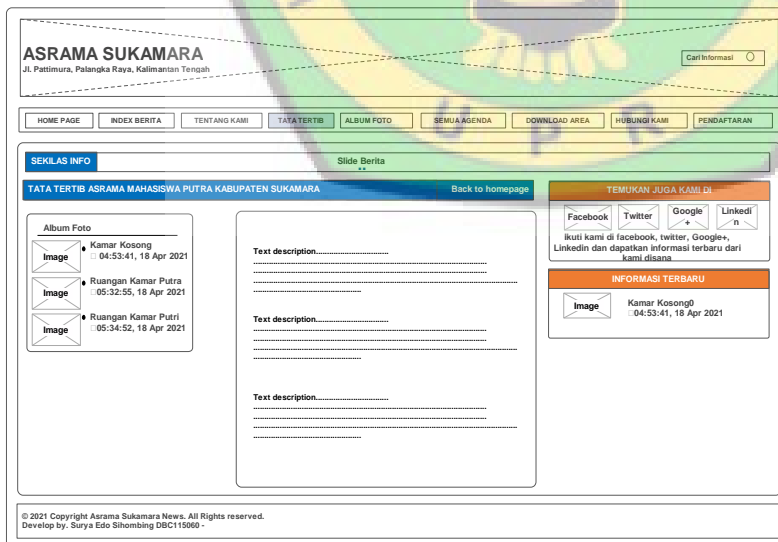 ASRAMA SUKAMARA
Jl. Pattimura, Palangka Raya, Kalimantan Tengah
Cari Informasi
HOME PAGE
INDEX BERITA
TENTANG KAMI
TATA TERTIB
ALBUM FOTO
SEMUA AGENDA
DOWNLOAD AREA
HUBUNGI KAMI
PENDAFTARAN
U P R
SEKILAS INFO
Slide Berita
TATA TERTIB ASRAMA MAHASISWA PUTRA KABUPATEN SUKAMARA
Back to homepage
Album Foto
Image
Kamar Kosong
04:53:41, 18 Apr 2021
Image
Ruangan Kamar Putra
05:32:55, 18 Apr 2021
Image
Ruangan Kamar Putri
05:34:52, 18 Apr 2021
Text description
Text description
Text description
TEMUKAN JUGA KAMI DI
Facebook
Twitter
Google
+
Linkedi
n
Ikuti kami di facebook, twitter, Google+,
Linkedin dan dapatkan informasi terbaru dari
kami disana
INFORMASI TERBARU
Image
Kamar Kosong0
04:53:41, 18 Apr 2021
© 2021 Copyright Asrama Sukamara News. All Rights reserved.
Develop by. Surya Edo Sihombing DBC115060 -